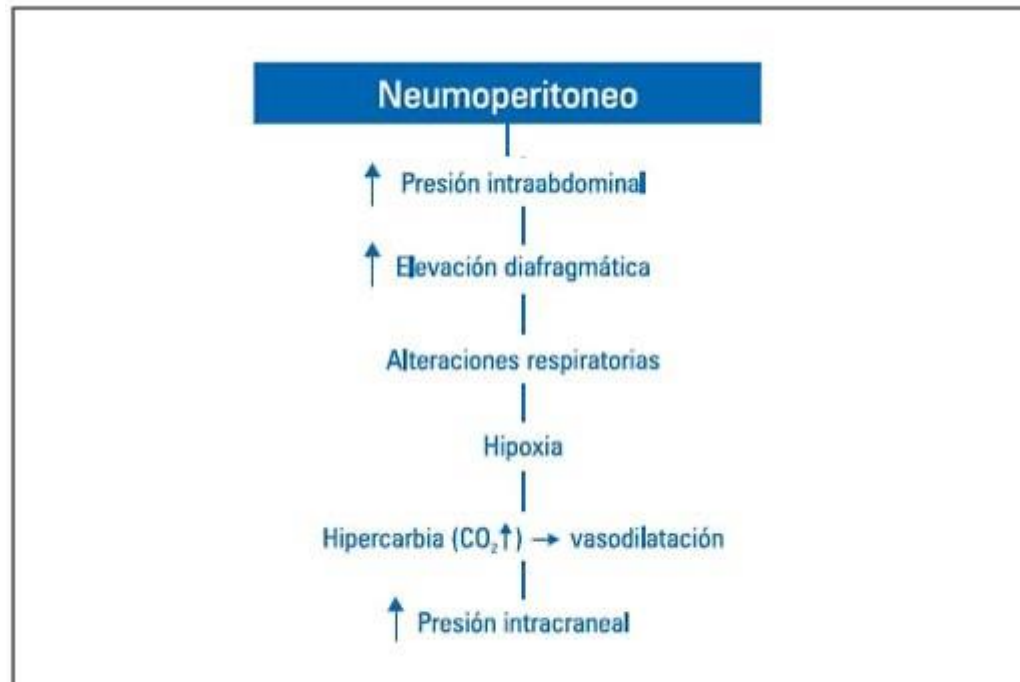 Neumoperitoneo
↑ Presión intraabdominal
↑ Elevación diafragmática
Alteraciones respiratorias
Hipoxia
Hipercarbia (CO₂↑) → vasodilatación
↑ Presión intracraneal